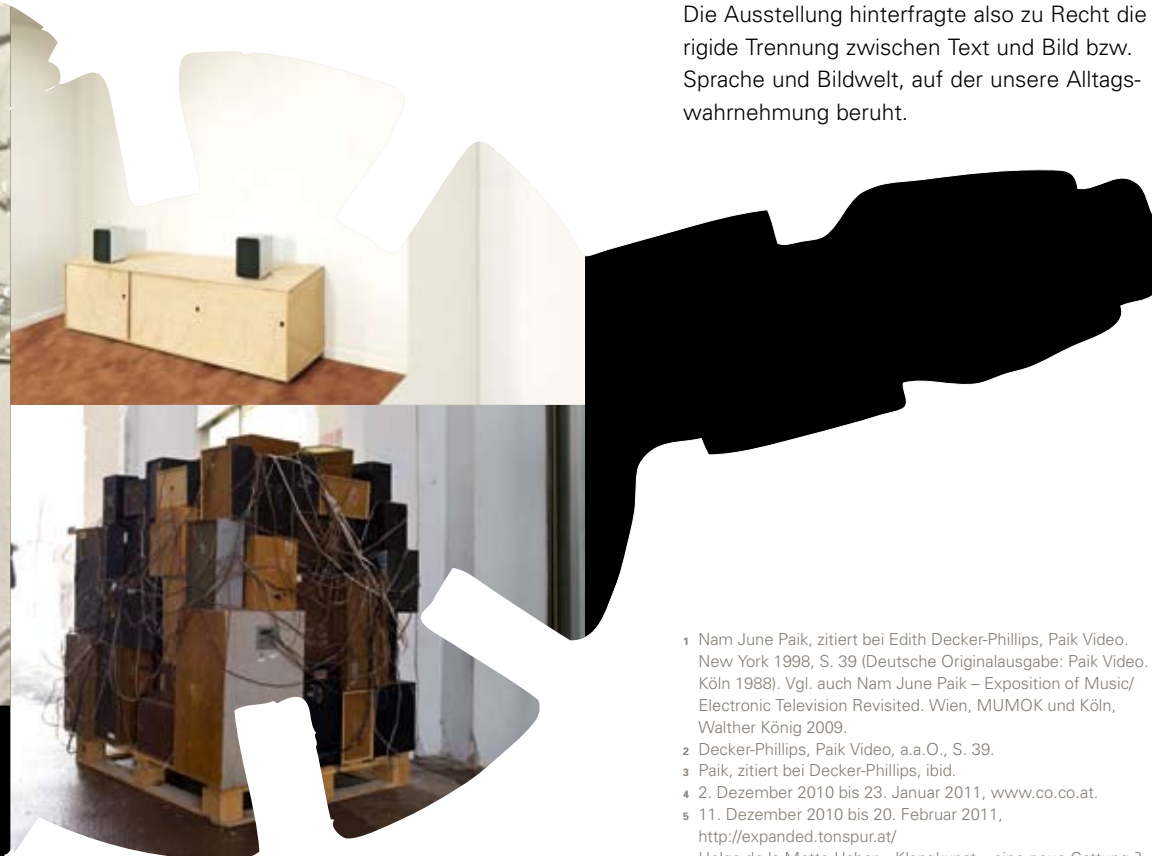 Die Ausstellung hinterfragte also zu Recht die
rigide Trennung zwischen Text und Bild bzw.
Sprache und Bildwelt, auf der unsere Alltags-
wahrnehmung beruht.
1 Nam June Paik, zitiert bei Edith Decker-Phillips, Paik Video.
New York 1998, S. 39 (Deutsche Originalausgabe: Paik Video.
Köln 1988). Vgl. auch Nam June Paik – Exposition of Music/
Electronic Television Revisited. Wien, MUMOK und Köln,
Walther König 2009.
2 Decker-Phillips, Paik Video, a.a.O., S. 39.
3 Paik, zitiert bei Decker-Phillips, ibid.
4 2. Dezember 2010 bis 23. Januar 2011, www.co.co.at.
5 11. Dezember 2010 bis 20. Februar 2011,
http://expanded.tonspur.at/